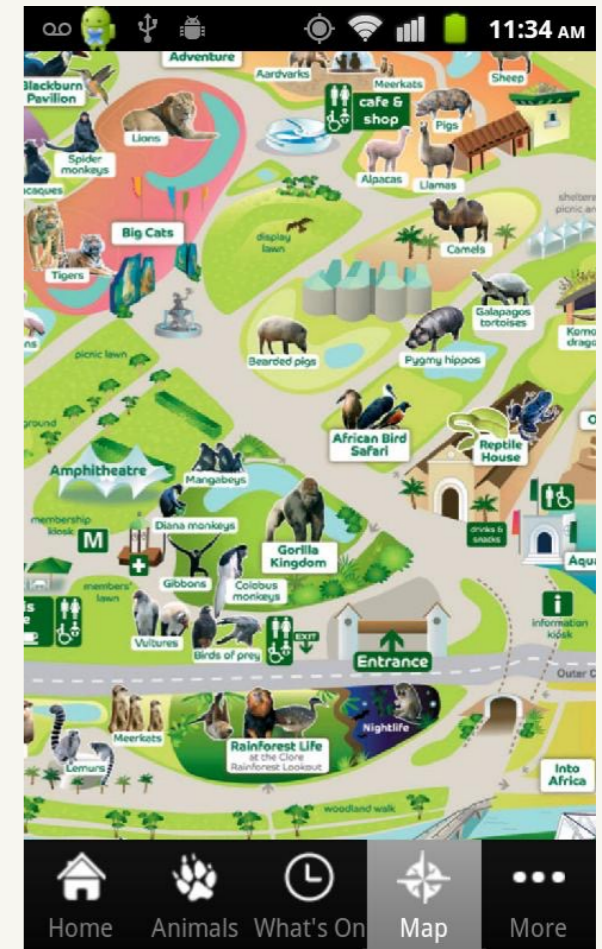 11:34 AM
Adventure
Blackburn
Pavilion
Aardvarks
Meerkats
Sheep
cafe &
shop
Pigs
Lions
Spider
monkeys
Alpacas
Llamas
Big Cats
display
lawn
Camels
Tigers
Galapagos
tortoises
Bearded pigs
Pygmy hippos
picnic lawn
African Bird
Safari
Reptile
House
Amphitheatre
Mangabeys
membership
kiosk
M
Diana monkeys
drinks &
snacks
Gorilla
Kingdom
Gibbons
Colobus
monkeys
members'
lawn
i
information
kiosk
Vultures
Birds of prey
EXIT
Entrance
Meerkats
Nightlife
Lemurs
Rainforest Life
at the Clore
Rainforest Lookout
Into
Africa
woodland walk
Home
Animals
What's On
Map
More